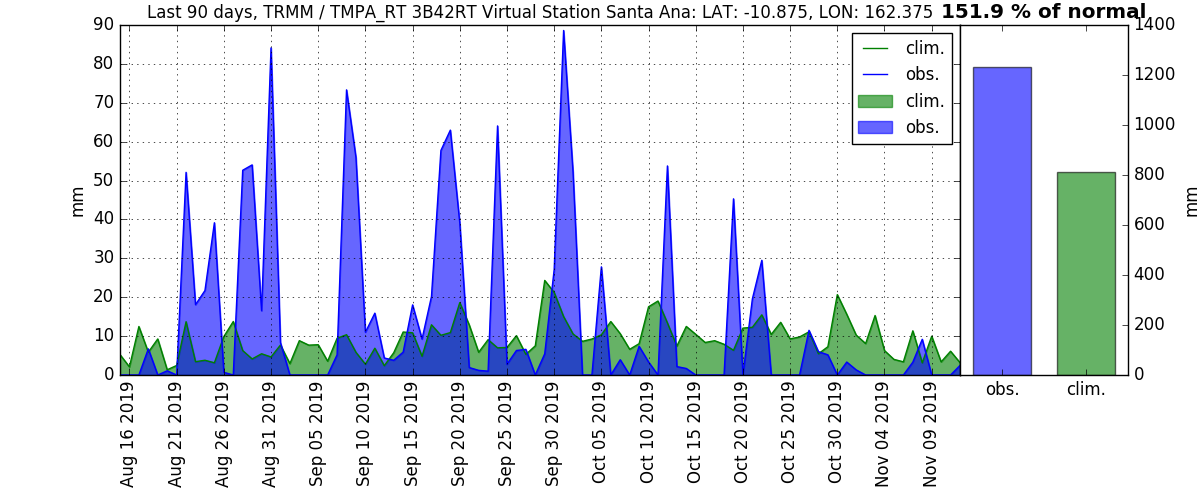 Last 90 days, TRMM / TMPA_RT 3B42RT Virtual Station Santa Ana: LAT: -10.875, LON: 162.375 151.9 % of normal
90
80
70
60
50
40
30
20
10
0
mm
clim.
obs.
clim.
obs.
1400
1200
1000
800
600
400
200
0
mm
obs. clim.
Aug 16 2019 Aug 21 2019 Aug 26 2019 Aug 31 2019 Sep 05 2019 Sep 10 2019 Sep 15 2019 Sep 20 2019 Sep 25 2019 Sep 30 2019 Oct 05 2019 Oct 10 2019 Oct 15 2019 Oct 20 2019 Oct 25 2019 Oct 30 2019 Nov 04 2019 Nov 09 2019